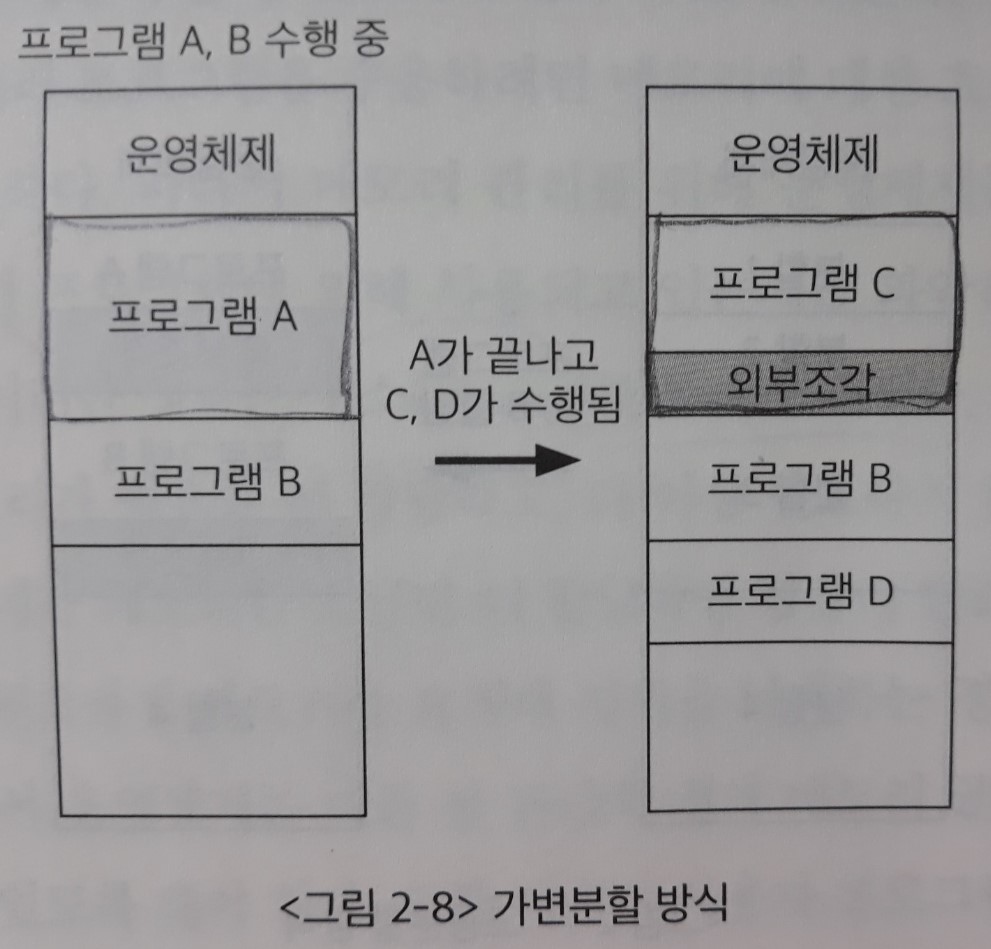 프로그램 A, B 수행 중
운영체제
프로그램 A
프로그램 B
A가 끝나고
C, D가 수행됨
운영체제
프로그램 C
외부조각
프로그램 B
프로그램 D
<그림 2-8> 가변분할 방식